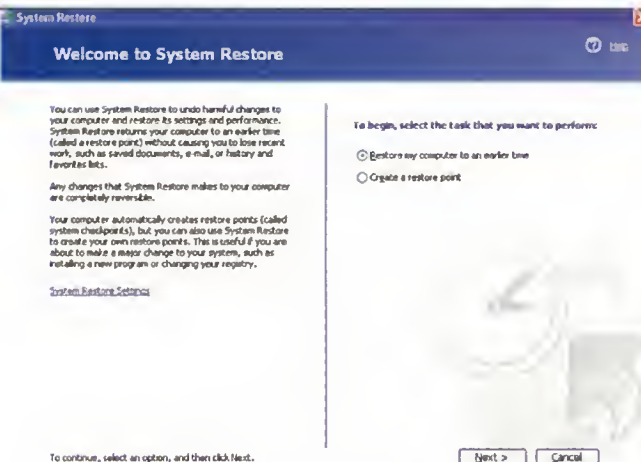 System Restore
Welcome to System Restore
Help
You can use System Restore to undo harmful changes to
your computer and restore its settings and performance.
System Restore returns your computer to an earlier time
(called a restore point) without causing you to lose recent
work, such as saved documents, e-mail, or history and
favorites lists.
Any changes that System Restore makes to your computer
are completely reversible.
Your computer automatically creates restore points (called
system checkpoints), but you can also use System Restore
to create your own restore points. This is useful if you are
about to make a major change to your system, such as
installing a new program or changing your registry.
System Restore Settings
To begin, select the task that you want to perform:
Restore my computer to an earlier time
Create a restore point
To continue, select an option, and then click Next.
Next >
Cancel